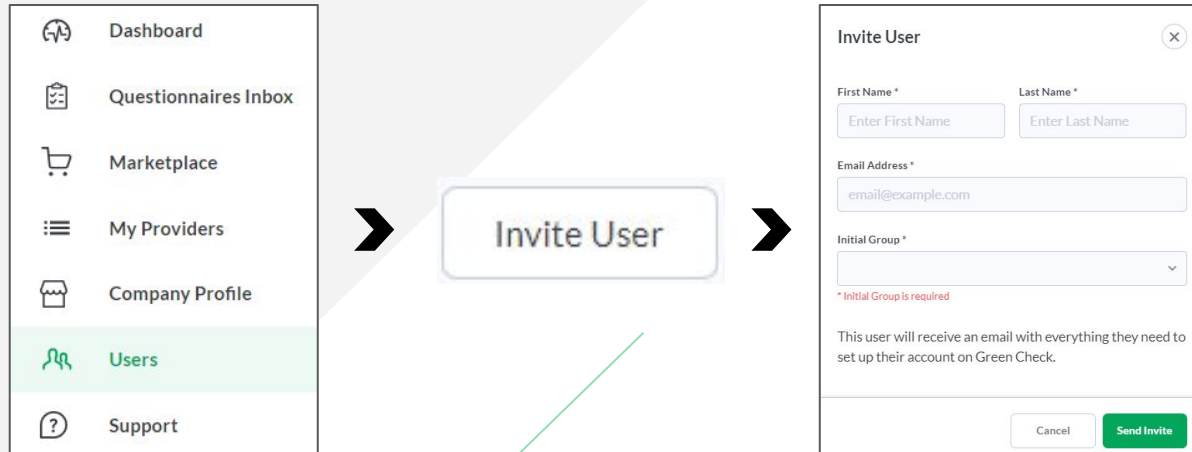 Dashboard
Questionnaires Inbox
Marketplace
My Providers
Company Profile
Users
Support
Invite User
Invite User
First Name *
Last Name *
Enter First Name
Enter Last Name
Email Address *
email@example.com
Initial Group *
* Initial Group is required
This user will receive an email with everything they need to
set up their account on Green Check.
Cancel
Send Invite